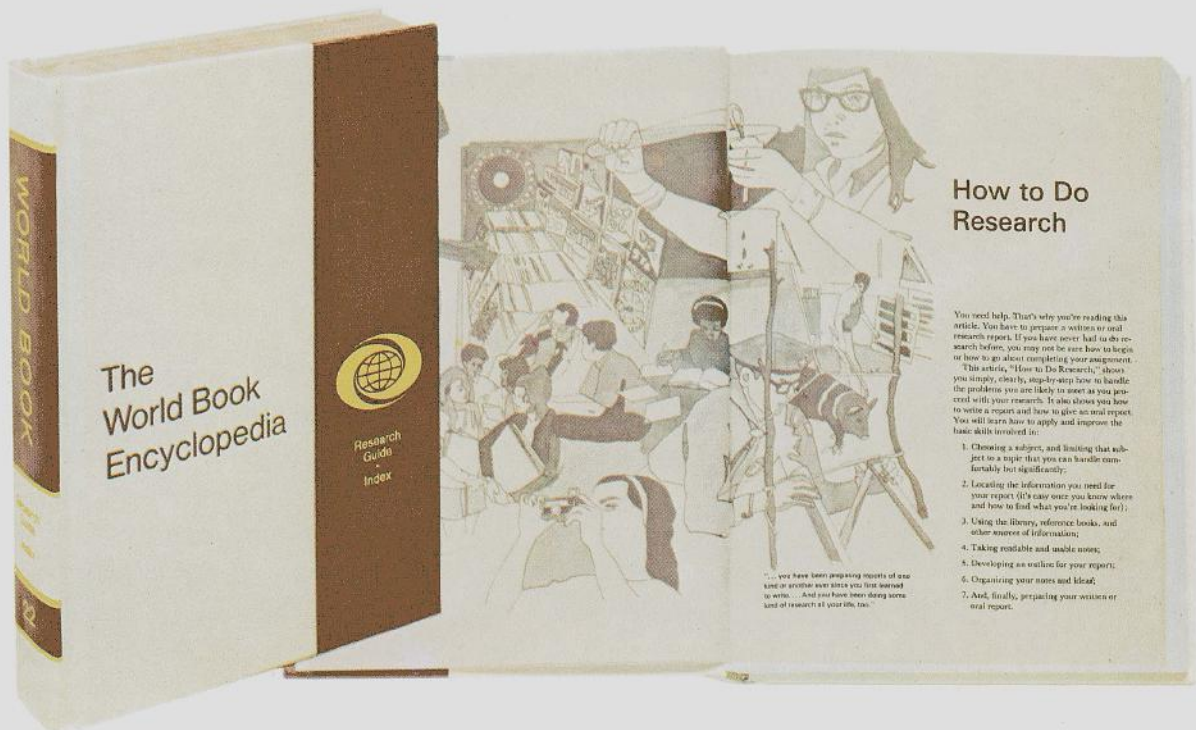 WORLD BOOK
22
The
World Book
Encyclopedia
Research
Guide
•
Index
"... you have been preparing reports of one
kind or another ever since you first learned
to write. . . . And you have been doing some
kind of research all your life, too."
How to Do
Research
You need help. That's why you're reading this
article. You have to prepare a written or oral
research report. If you have never had to do re-
search before, you may not be sure how to begin
or how to go about completing your assignment.
This article, "How to Do Research," shows
you simply, clearly, step-by-step how to handle
the problems you are likely to meet as you pro-
ceed with your research. It also shows you how
to write a report and how to give an oral report.
You will learn how to apply and improve the
basic skills involved in:
1. Choosing a subject, and limiting that sub-
ject to a topic that you can handle com-
fortably but significantly;
2. Locating the information you need for
your report (it's easy once you know where
and how to find what you're looking for);
3. Using the library, reference books, and
other sources of information;
4. Taking readable and usable notes;
5. Developing an outline for your report;
6. Organizing your notes and ideas;
7. And, finally, preparing your written or
oral report.